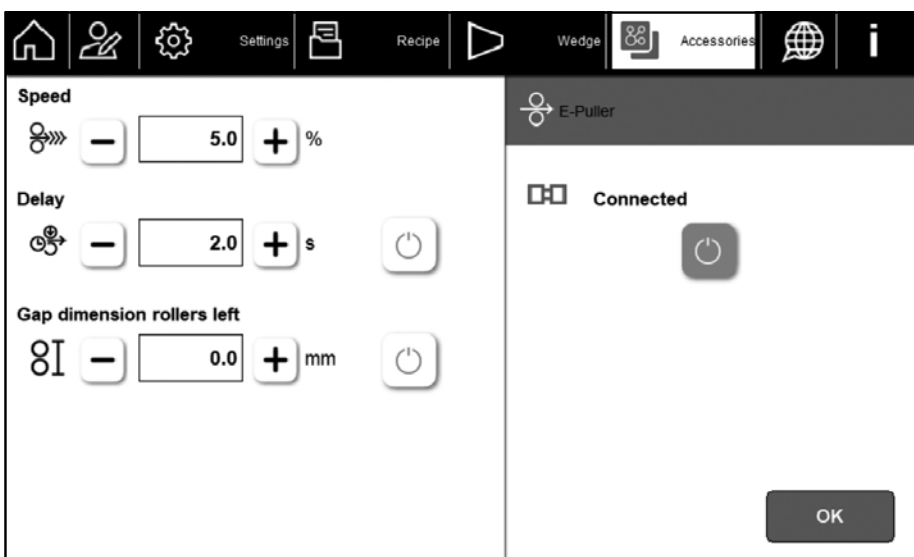 Settings
Recipe
Wedge
Accessories
Speed
5.0 %
Delay
2.0 s
Gap dimension rollers left
0.0 mm
E-Puller
Connected
OK